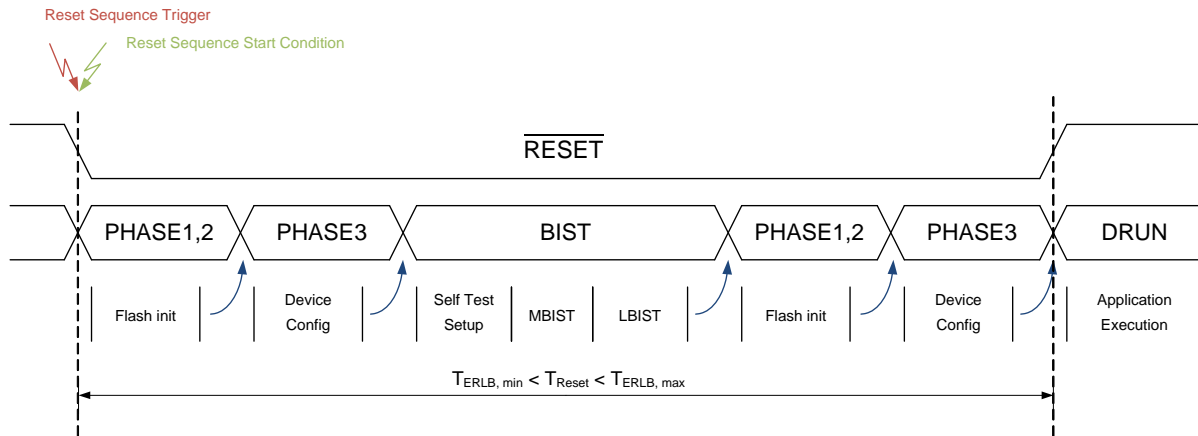 Reset Sequence Trigger
Reset Sequence Start Condition
RESET
PHASE1,2 PHASE3 BIST PHASE1,2 PHASE3 DRUN
Flash init Device Config Self Test Setup MBIST LBIST Flash init Device Config Application Execution
TERLB, min < TReset < TERLB, max